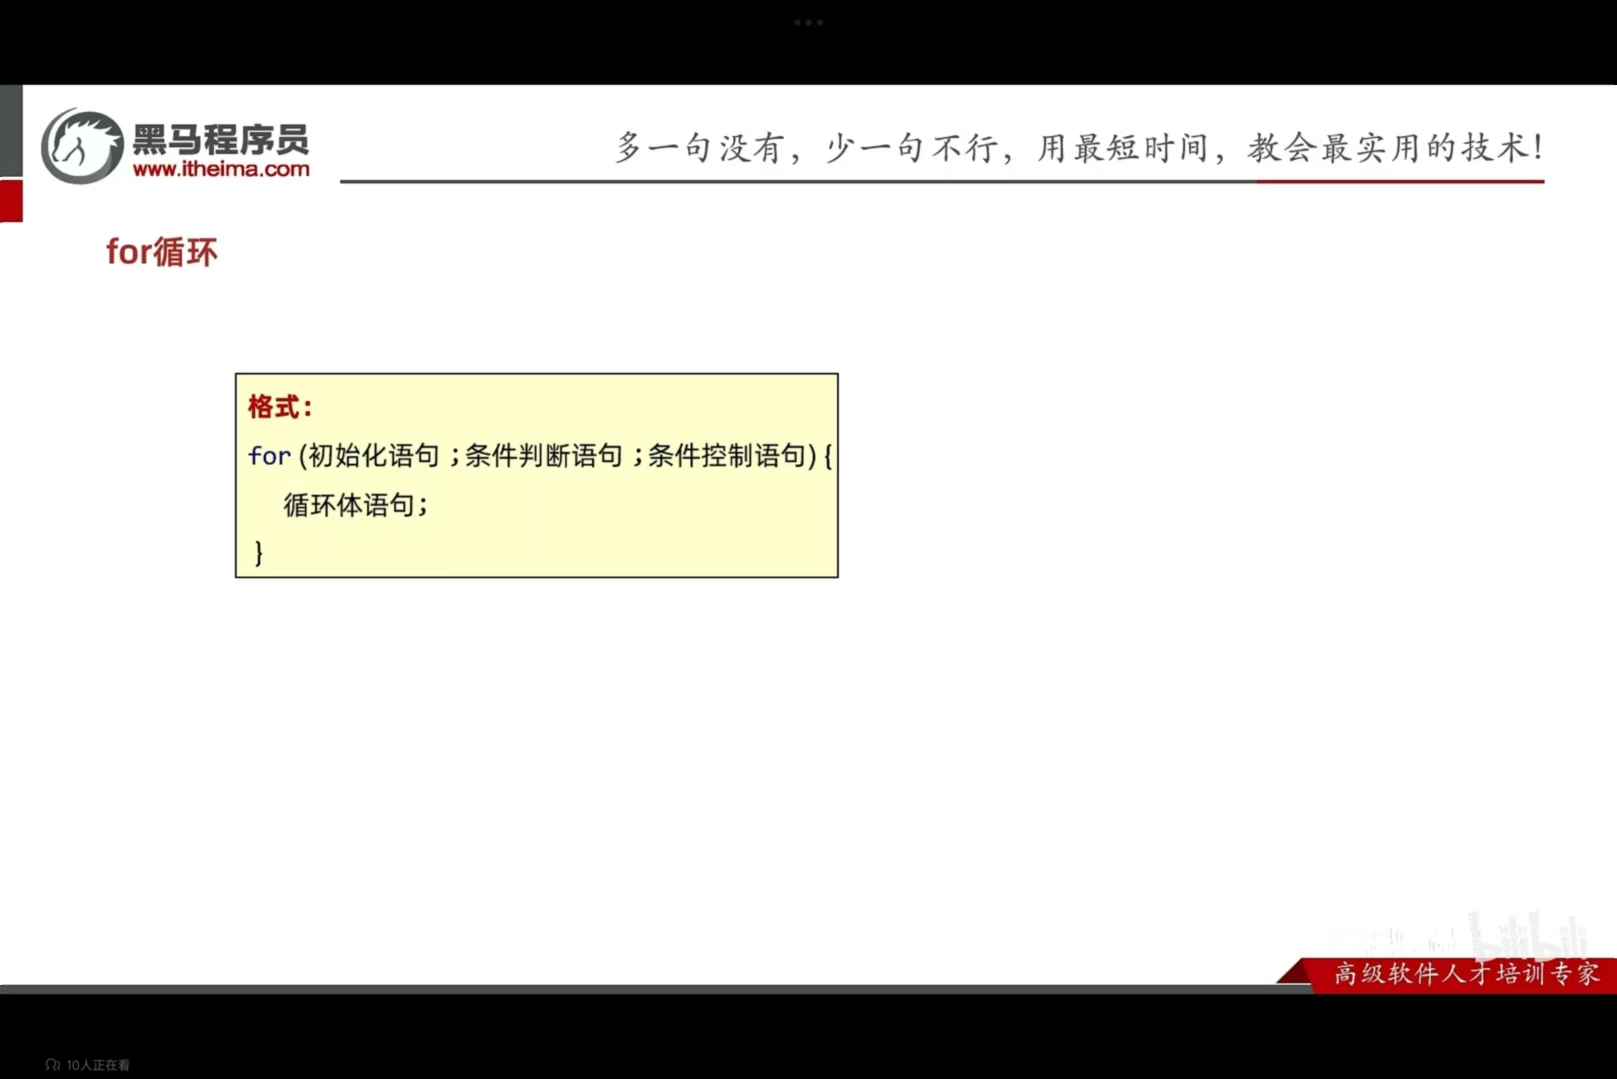 黑马程序员
www.itheima.com
多一句没有，少一句不行，用最短时间，教会最实用的技术！
for循环
格式：
for (初始化语句;条件判断语句;条件控制语句) {
循环体语句;
}
bilibili
高级软件人才培训专家
10人正在看